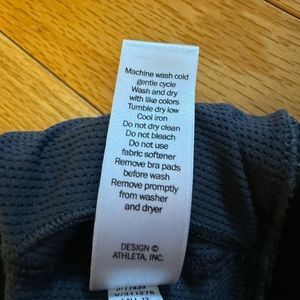 Machine wash cold
gentle cycle
Wash and dry
with like colors
Tumble dry low
Cool iron
Do not dry clean
Do not bleach
Do not use
fabric softener
Remove bra pads
before wash
Remove promptly
from washer
and dryer
DESIGN ©
ATHLETA, INC.